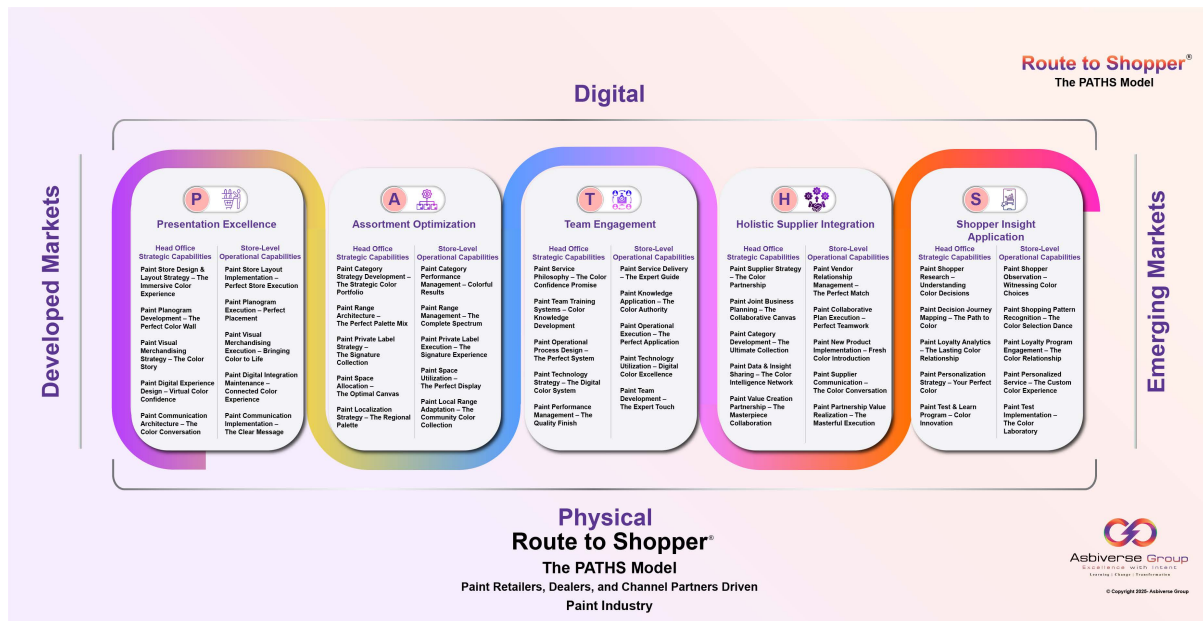 Route to Shopper®
The PATHS Model
Digital
Developed Markets
Emerging Markets
P
Presentation Excellence
Head Office
Strategic Capabilities
Paint Store Design &
Layout Strategy – The
Immersive Color
Experience
Paint Planogram
Development – The
Perfect Color Wall
Paint Visual
Merchandising
Strategy – The Color
Story
Paint Digital Experience
Design – Virtual Color
Confidence
Paint Communication
Architecture – The
Color Conversation
Store-Level
Operational Capabilities
Paint Store Layout
Implementation –
Perfect Store Execution
Paint Planogram
Execution – Perfect
Placement
Paint Visual
Merchandising
Execution – Bringing
Color to Life
Paint Digital Integration
Maintenance –
Connected Color
Experience
Paint Communication
Implementation –
The Clear Message
A
Assortment Optimization
Head Office
Strategic Capabilities
Paint Category
Strategy Development –
The Strategic Color
Portfolio
Paint Range
Architecture –
The Perfect Palette Mix
Paint Private Label
Strategy –
The Signature
Collection
Paint Space
Allocation –
The Optimal Canvas
Paint Localization
Strategy – The Regional
Palette
Store-Level
Operational Capabilities
Paint Category
Performance
Management – Colorful
Results
Paint Range
Management – The
Complete Spectrum
Paint Private Label
Execution – The
Signature Experience
Paint Space
Utilization –
The Perfect Display
Paint Local Range
Adaptation – The
Community Color
Collection
T
Team Engagement
Head Office
Strategic Capabilities
Paint Service
Philosophy – The Color
Confidence Promise
Paint Team Training
Systems – Color
Knowledge
Development
Paint Operational
Process Design –
The Perfect System
Paint Technology
Strategy – The Digital
Color System
Paint Performance
Management – The
Quality Finish
Store-Level
Operational Capabilities
Paint Service Delivery
– The Expert Guide
Paint Knowledge
Application – The
Color Authority
Paint Operational
Execution – The
Perfect Application
Paint Technology
Utilization – Digital
Color Excellence
Paint Team
Development –
The Expert Touch
H
Holistic Supplier Integration
Head Office
Strategic Capabilities
Paint Supplier Strategy
– The Color
Partnership
Paint Joint Business
Planning – The
Collaborative Canvas
Paint Category
Development – The
Ultimate Collection
Paint Data & Insight
Sharing – The Color
Intelligence Network
Paint Value Creation
Partnership – The
Masterpiece
Collaboration
Store-Level
Operational Capabilities
Paint Vendor
Relationship
Management –
The Perfect Match
Paint Collaborative
Plan Execution –
Perfect Teamwork
Paint New Product
Implementation – Fresh
Color Introduction
Paint Supplier
Communication –
The Color Conversation
Paint Partnership Value
Realization – The
Masterful Execution
S
Shopper Insight
Application
Head Office
Strategic Capabilities
Paint Shopper
Research –
Understanding
Color Decisions
Paint Decision Journey
Mapping – The Path to
Color
Paint Loyalty Analytics
– The Lasting Color
Relationship
Paint Personalization
Strategy – Your Perfect
Color
Paint Test & Learn
Program – Color
Innovation
Store-Level
Operational Capabilities
Paint Shopper
Observation –
Witnessing Color
Choices
Paint Shopping Pattern
Recognition – The
Color Selection Dance
Paint Loyalty Program
Engagement – The
Color Relationship
Paint Personalized
Service – The Custom
Color Experience
Paint Test
Implementation –
The Color
Laboratory
Physical
Route to Shopper®
The PATHS Model
Paint Retailers, Dealers, and Channel Partners Driven
Paint Industry
Asbiverse Group
Excellence with Intent
Learning | Change | Transformation
© Copyright 2025- Asbiverse Group